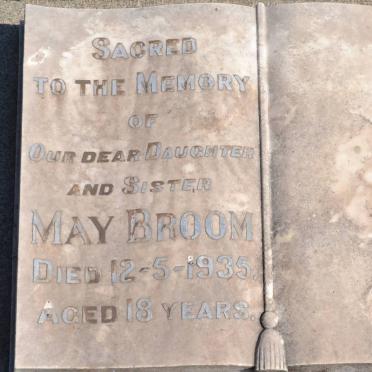 Sacred
to the Memory
of
Our dear Daughter
and Sister
May Broom
Died 12-5-1935.
Aged 18 years.